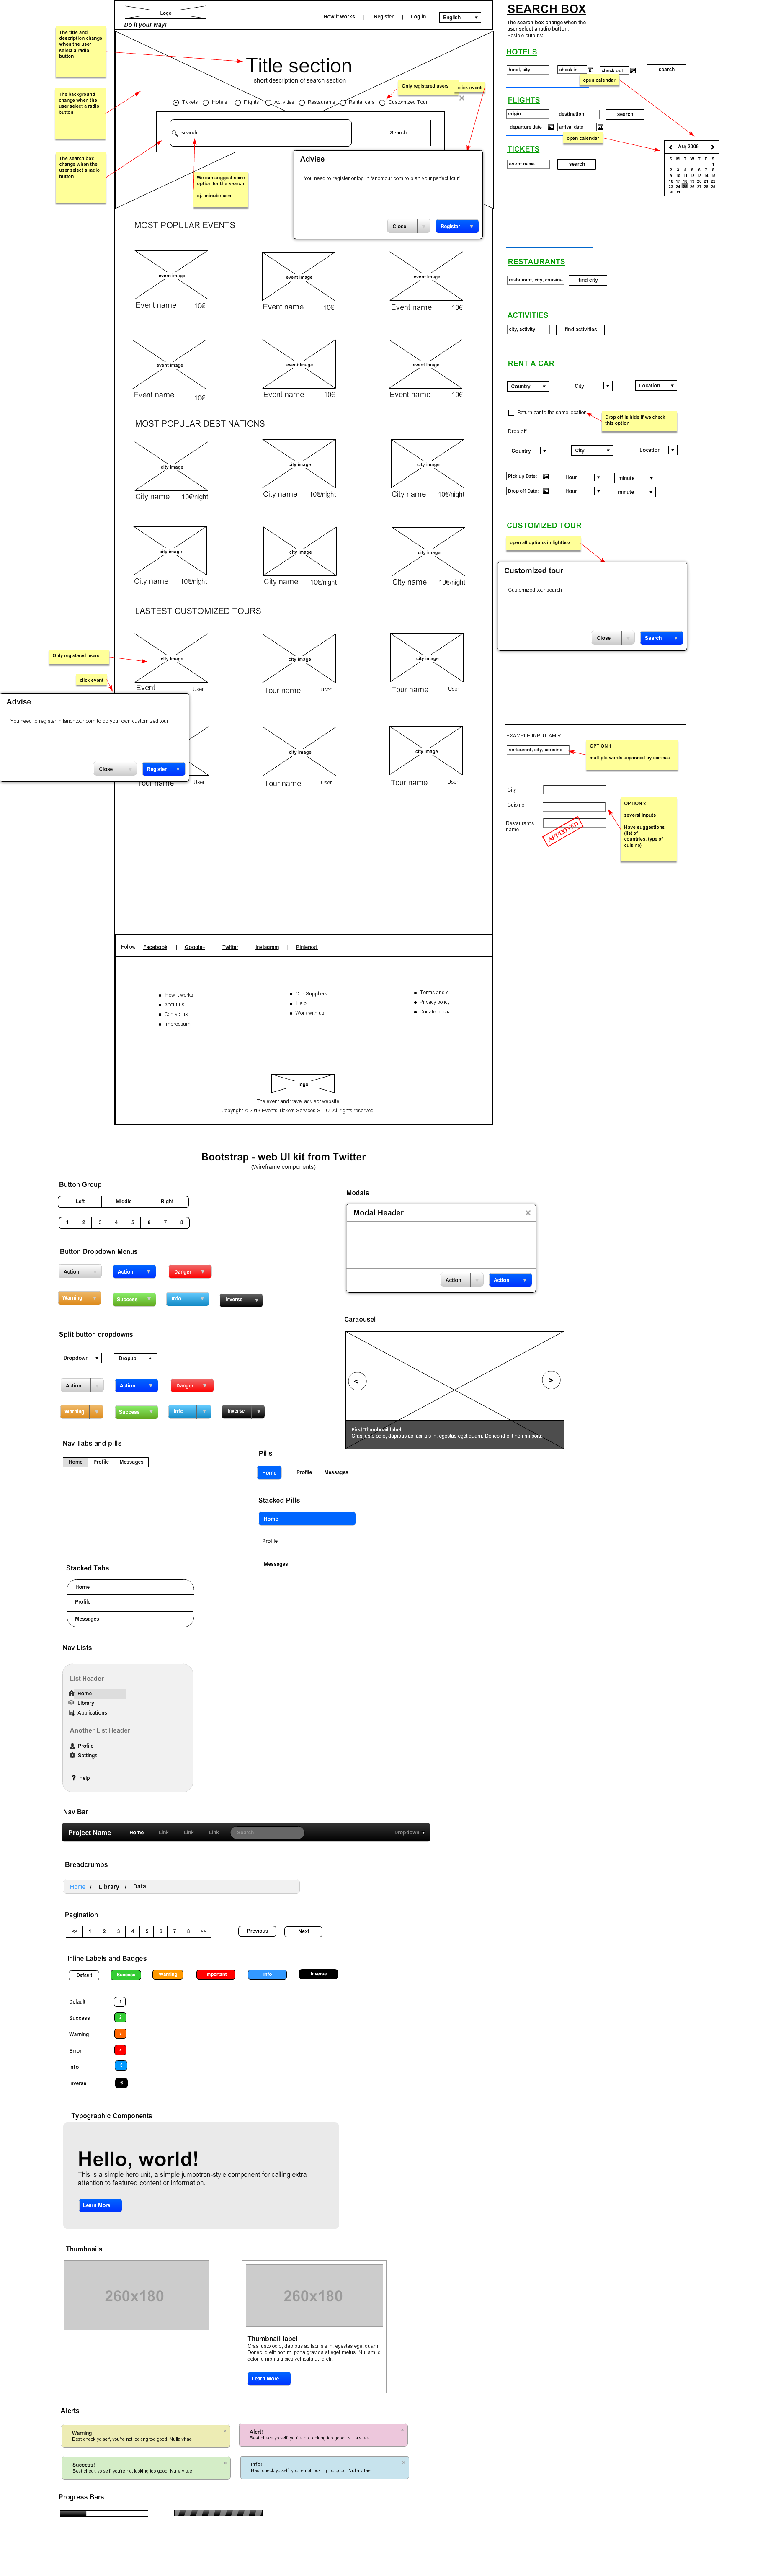 Logo
Do it your way!
How it works | Register | Log in English
The title and
description change
when the user
select a radio
button
Title section
short description of search section
The background
change when the
user select a radio
button
Only registered users
click event
Tickets Hotels Flights Activities Restaurants Rental cars Customized Tour
search
Search
The search box
change when the
user select a radio
button
We can suggest some
option for the search
ej.- minube.com
Advise
You need to register or log in fanontour.com to plan your perfect tour!
Close Register
MOST POPULAR EVENTS
event image event image event image
Event name 10€ Event name 10€ Event name 10€
event image event image event image
Event name 10€ Event name 10€ Event name 10€
MOST POPULAR DESTINATIONS
city image city image city image
City name 10€/night City name 10€/night City name 10€/night
city image city image city image
City name 10€/night City name 10€/night City name 10€/night
LASTEST CUSTOMIZED TOURS
Only registered users
click event
city image city image city image
Event User Tour name User Tour name User
Advise
You need to register in fanontour.com to do your own customized tour
Close Register
city image city image
Tour name User Tour name User Tour name User
Follow Facebook | Google+ | Twitter | Instagram | Pinterest
How it works
About us
Contact us
Impressum
Our Suppliers
Help
Work with us
Terms and c
Privacy policy
Donate to ch
logo
The event and travel advisor website.
Copyright © 2013 Events Tickets Services S.L.U. All rights reserved
SEARCH BOX
The search box change when the
user select a radio button.
Posible outputs:
HOTELS
hotel, city check in check out search
open calendar
FLIGHTS
origin destination search
departure date arrival date
open calendar
TICKETS
event name search
Au 2009
S M T W T F S
1
2 3 4 5 6 7 8
9 10 11 12 13 14 15
16 17 18 19 20 21 22
23 24 25 26 27 28 29
30 31
RESTAURANTS
restaurant, city, cousine find city
ACTIVITIES
city, activity find activities
RENT A CAR
Country City Location
Return car to the same location
Drop off is hide if we check
this option
Drop off
Country City Location
Pick up Date: Hour minute
Drop off Date: Hour minute
CUSTOMIZED TOUR
open all options in lightbox
Customized tour
Customized tour search
Close Search
EXAMPLE INPUT AMIR
restaurant, city, cousine
OPTION 1
multiple words separated by commas
City
Cuisine
Restaurant's
name
APPROVED
OPTION 2
several inputs
Have suggestions
(list of
countries, type of
cuisine)
Bootstrap - web UI kit from Twitter
(Wireframe components)
Button Group
Left Middle Right
1 2 3 4 5 6 7 8
Button Dropdown Menus
Action Action Danger
Warning Success Info Inverse
Split button dropdowns
Dropdown Dropup
Action Action Danger
Warning Success Info Inverse
Modals
Modal Header
Action Action
Caraousel
< >
First Thumbnail label
Cras justo odio, dapibus ac facilisis in, egestas eget quam. Donec id elit non mi porta
Nav Tabs and pills
Home Profile Messages
Pills
Home Profile Messages
Stacked Pills
Home
Profile
Messages
Stacked Tabs
Home
Profile
Messages
Nav Lists
List Header
Home
Library
Applications
Another List Header
Profile
Settings
? Help
Nav Bar
Project Name Home Link Link Link Search Dropdown
Breadcrumbs
Home / Library / Data
Pagination
<< 1 2 3 4 5 6 7 8 >> Previous Next
Inline Labels and Badges
Default Success Warning Important Info Inverse
Default 1
Success 2
Warning 3
Error 4
Info 5
Inverse 6
Typographic Components
Hello, world!
This is a simple hero unit, a simple jumbotron-style component for calling extra
attention to featured content or information.
Learn More
Thumbnails
260x180
260x180
Thumbnail label
Cras justo odio, dapibus ac facilisis in, egestas eget quam.
Donec id elit non mi porta gravida at eget metus. Nullam id
dolor id nibh ultricies vehicula ut id elit.
Learn More
Alerts
Warning!
Best check yo self, you're not looking too good. Nulla vitae
Alert!
Best check yo self, you're not looking too good. Nulla vitae
Success!
Best check yo self, you're not looking too good. Nulla vitae
Info!
Best check yo self, you're not looking too good. Nulla vitae
Progress Bars